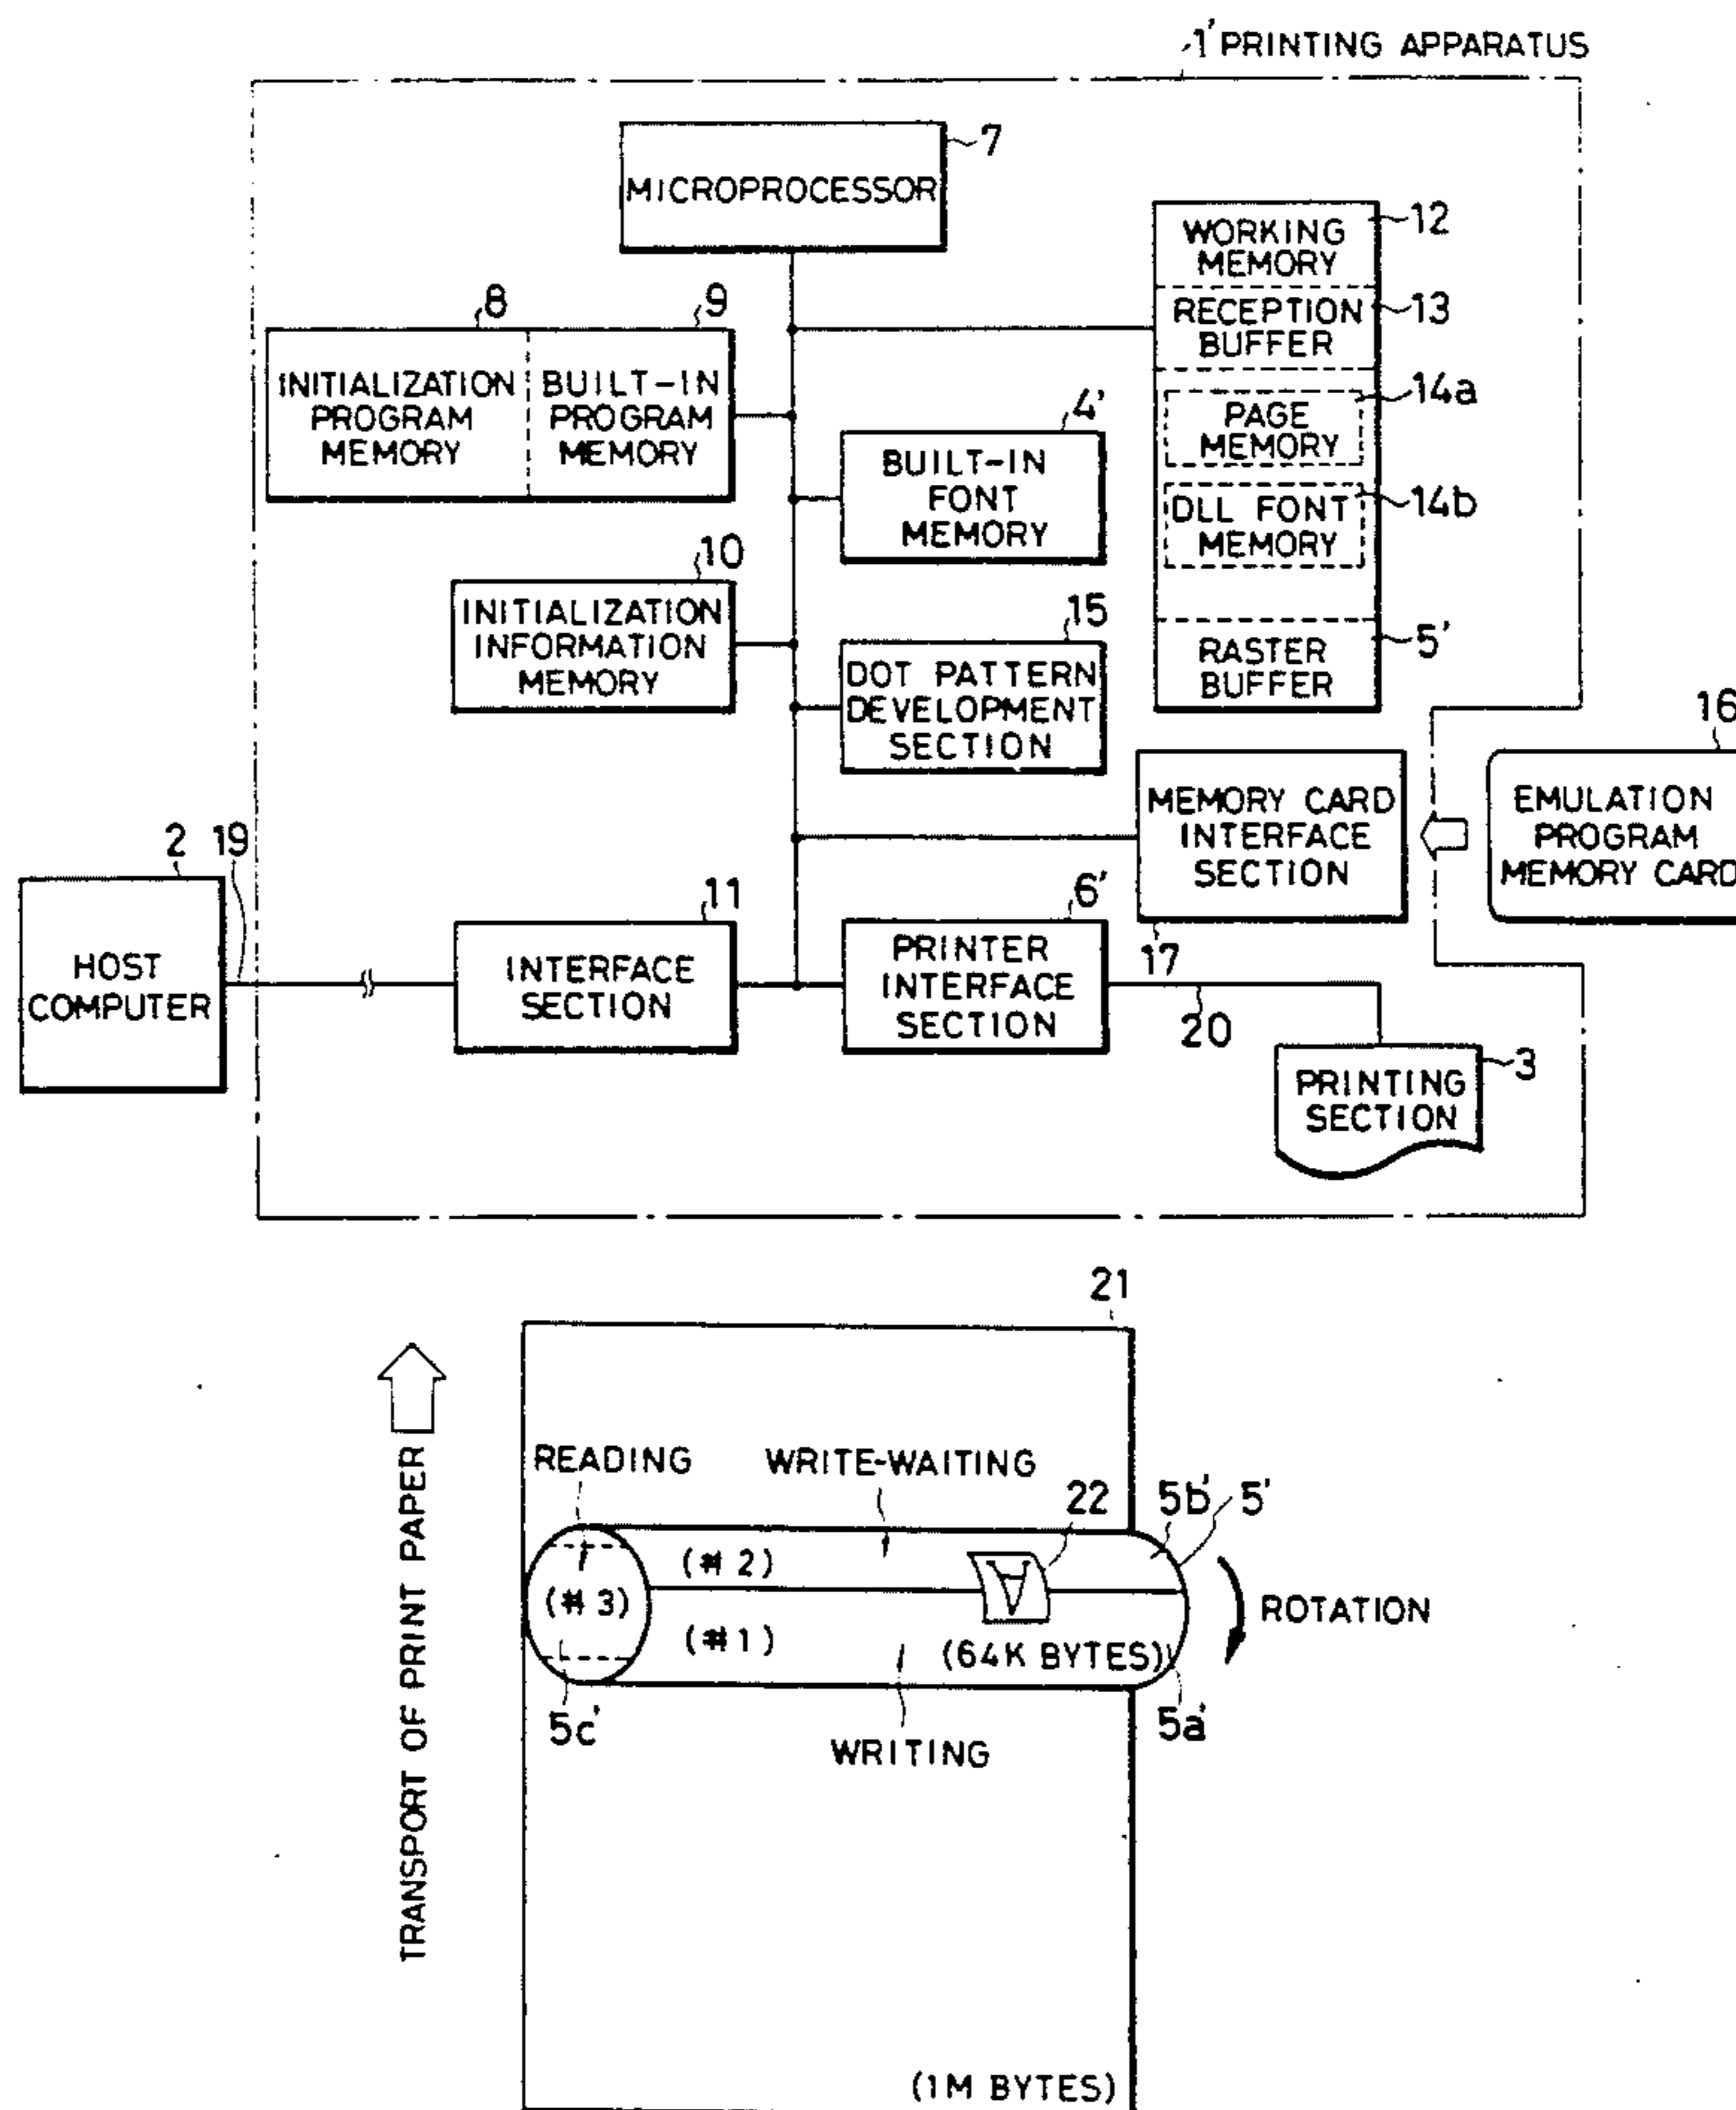 1' PRINTING APPARATUS
7
MICROPROCESSOR
12
WORKING
MEMORY
13
RECEPTION
BUFFER
14a
PAGE
MEMORY
14b
DLL FONT
MEMORY
5'
RASTER
BUFFER
8
9
INITIALIZATION
PROGRAM
MEMORY
BUILT-IN
PROGRAM
MEMORY
4'
BUILT-IN
FONT
MEMORY
10
INITIALIZATION
INFORMATION
MEMORY
15
DOT PATTERN
DEVELOPMENT
SECTION
16
EMULATION
PROGRAM
MEMORY CARD
MEMORY CARD
INTERFACE
SECTION
17
2
19
HOST
COMPUTER
11
INTERFACE
SECTION
6'
PRINTER
INTERFACE
SECTION
20
3
PRINTING
SECTION
21
TRANSPORT OF PRINT PAPER
READING
WRITE-WAITING
22
5b'
5'
(#2)
A
(#3)
ROTATION
(#1)
(64K BYTES)
5c'
5a'
WRITING
(1M BYTES)